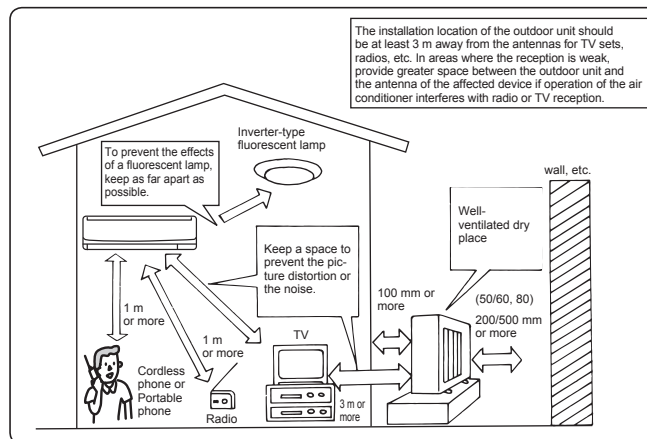 The installation location of the outdoor unit should
be at least 3 m away from the antennas for TV sets,
radios, etc. In areas where the reception is weak,
provide greater space between the outdoor unit and
the antenna of the affected device if operation of the air
conditioner interferes with radio or TV reception.
Inverter-type
fluorescent lamp
To prevent the effects
of a fluorescent lamp,
keep as far apart as
possible.
wall, etc.
Well-
ventilated dry
place
Keep a space to
prevent the pic-
ture distortion or
the noise.
100 mm or
more
(50/60, 80)
200/500 mm
or more
1 m
or more
1 m
or more
TV
Cordless
phone or
Portable
phone
Radio
3 m or
more